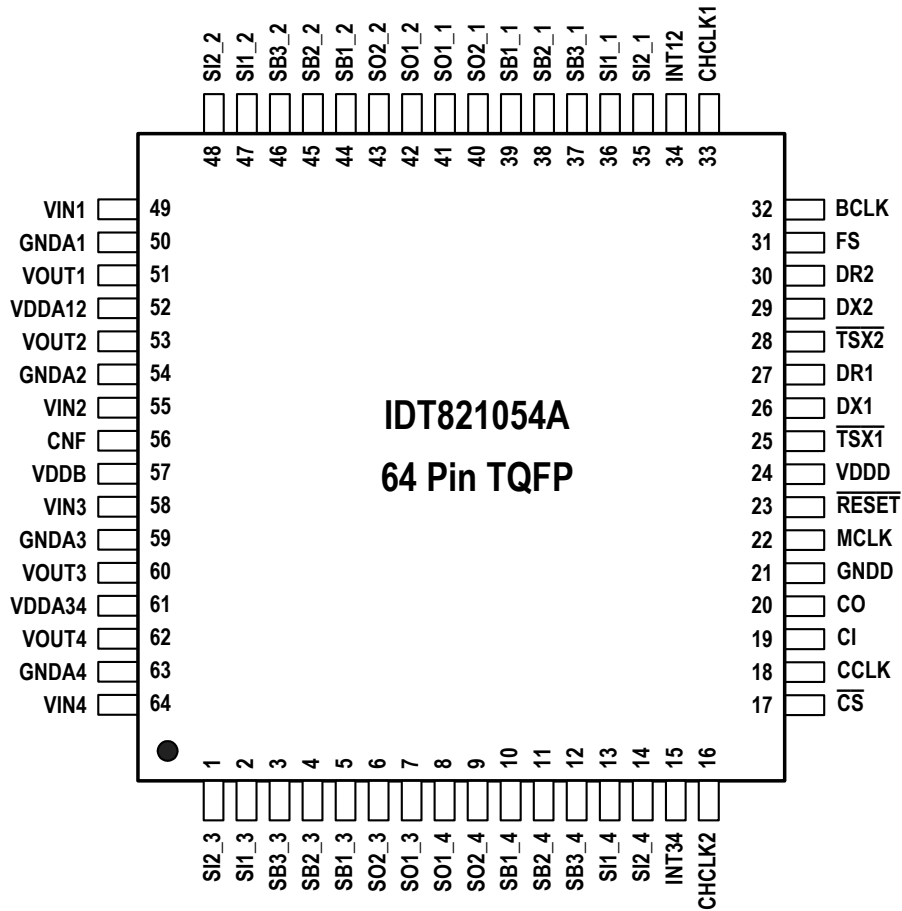 SI2_2
SI1_2
SB3_2
SB2_2
SB1_2
SO2_2
SO1_2
SO1_1
SO2_1
SB1_1
SB2_1
SB3_1
SI1_1
SI2_1
INT12
CHCLK1
48
47
46
45
44
43
42
41
40
39
38
37
36
35
34
33
VIN1 49
GNDA1 50
VOUT1 51
VDDA12 52
VOUT2 53
GNDA2 54
VIN2 55
CNF 56
VDDB 57
VIN3 58
GNDA3 59
VOUT3 60
VDDA34 61
VOUT4 62
GNDA4 63
VIN4 64
IDT821054A
64 Pin TQFP
32 BCLK
31 FS
30 DR2
29 DX2
28 TSX2
27 DR1
26 DX1
25 TSX1
24 VDDD
23 RESET
22 MCLK
21 GNDD
20 CO
19 CI
18 CCLK
17 CS
1
2
3
4
5
6
7
8
9
10
11
12
13
14
15
16
SI2_3
SI1_3
SB3_3
SB2_3
SB1_3
SO2_3
SO1_3
SO1_4
SO2_4
SB1_4
SB2_4
SB3_4
SI1_4
SI2_4
INT34
CHCLK2